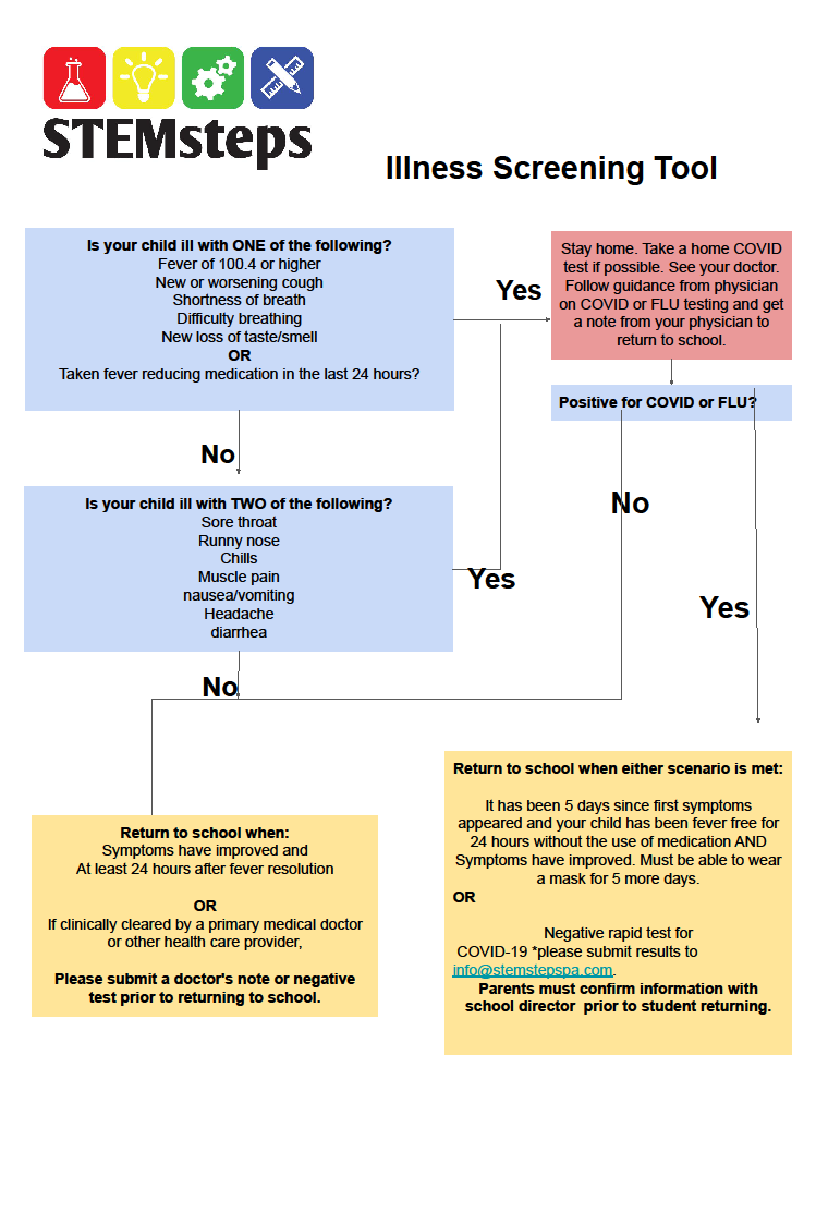 STEMsteps
Illness Screening Tool
Is your child ill with ONE of the following?
Fever of 100.4 or higher
New or worsening cough
Shortness of breath
Difficulty breathing
New loss of taste/smell
OR
Taken fever reducing medication in the last 24 hours?
Yes
Stay home. Take a home COVID
test if possible. See your doctor.
Follow guidance from physician
on COVID or FLU testing and get
a note from your physician to
return to school.
Positive for COVID or FLU?
No
Is your child ill with TWO of the following?
Sore throat
Runny nose
Chills
Muscle pain
nausea/vomiting
Headache
diarrhea
Yes
No
Yes
No
Return to school when:
Symptoms have improved and
At least 24 hours after fever resolution
OR
If clinically cleared by a primary medical doctor
or other health care provider,
Please submit a doctor's note or negative
test prior to returning to school.
Return to school when either scenario is met:
It has been 5 days since first symptoms
appeared and your child has been fever free for
24 hours without the use of medication AND
Symptoms have improved. Must be able to wear
a mask for 5 more days.
OR
Negative rapid test for
COVID-19 *please submit results to
info@stemstepspa.com.
Parents must confirm information with
school director prior to student returning.